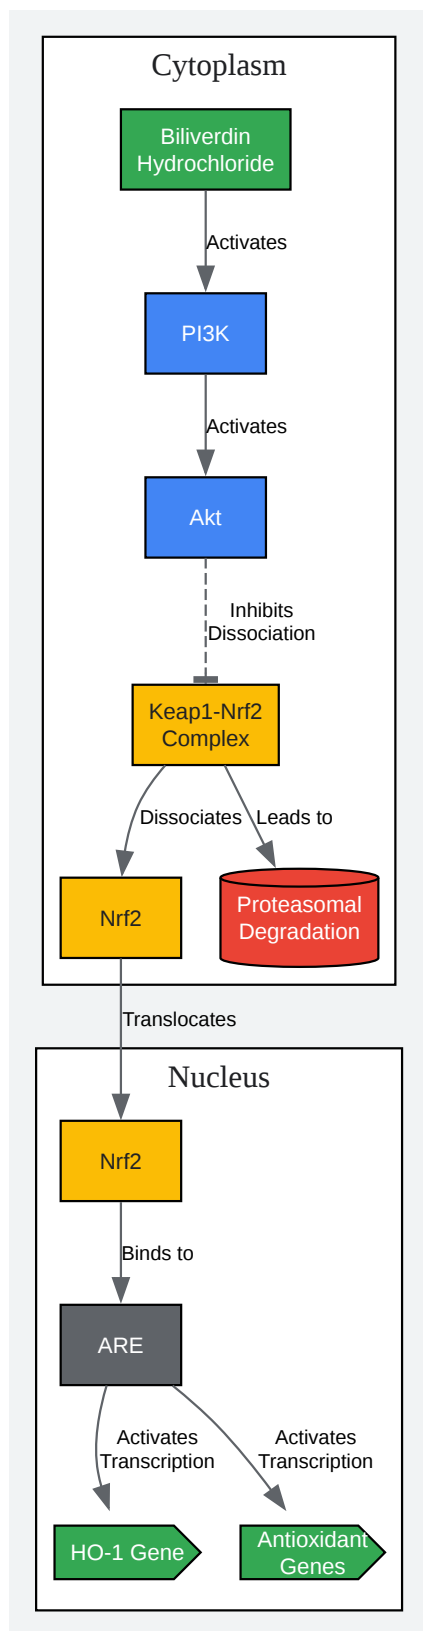 Cytoplasm
Biliverdin
Hydrochloride
Activates
PI3K
Activates
Akt
Inhibits
Dissociation
Keap1-Nrf2
Complex
Dissociates
Leads to
Nrf2
Proteasomal
Degradation
Translocates
Nucleus
Nrf2
Binds to
ARE
Activates
Transcription
Activates
Transcription
HO-1 Gene
Antioxidant
Genes